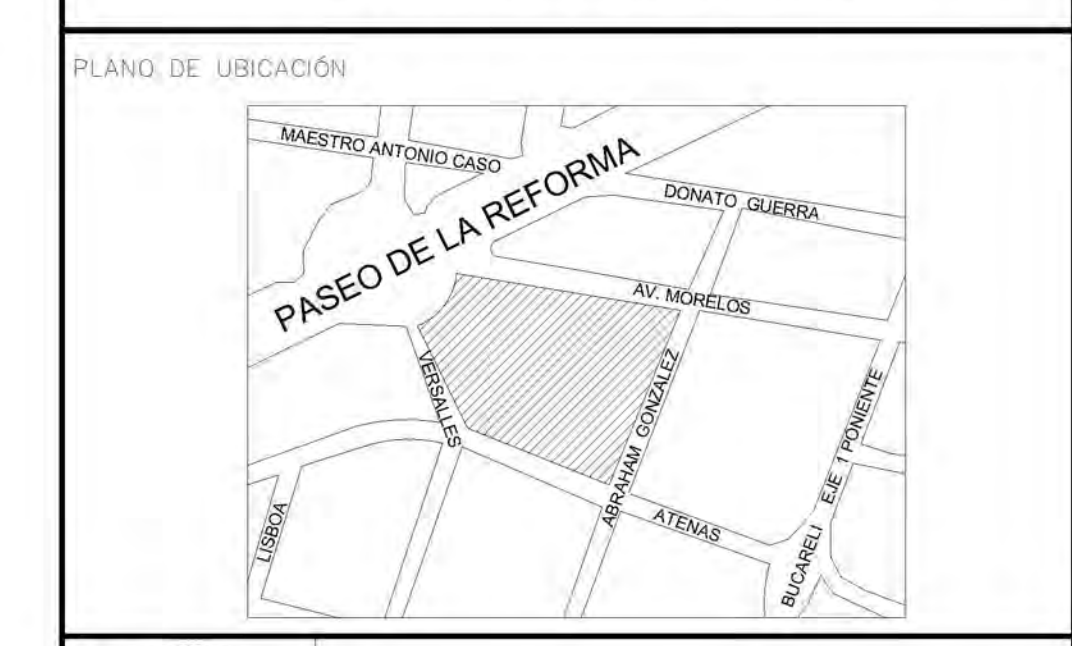 PLANO DE UBICACIÓN
MAESTRO ANTONIO CASO
PASEO DE LA REFORMA
DONATO GUERRA
AV. MORELOS
VERSALLES
ABRAHAM GONZALEZ
EJE 1 PONIENTE
LISBOA
ATENAS
BUCARELI